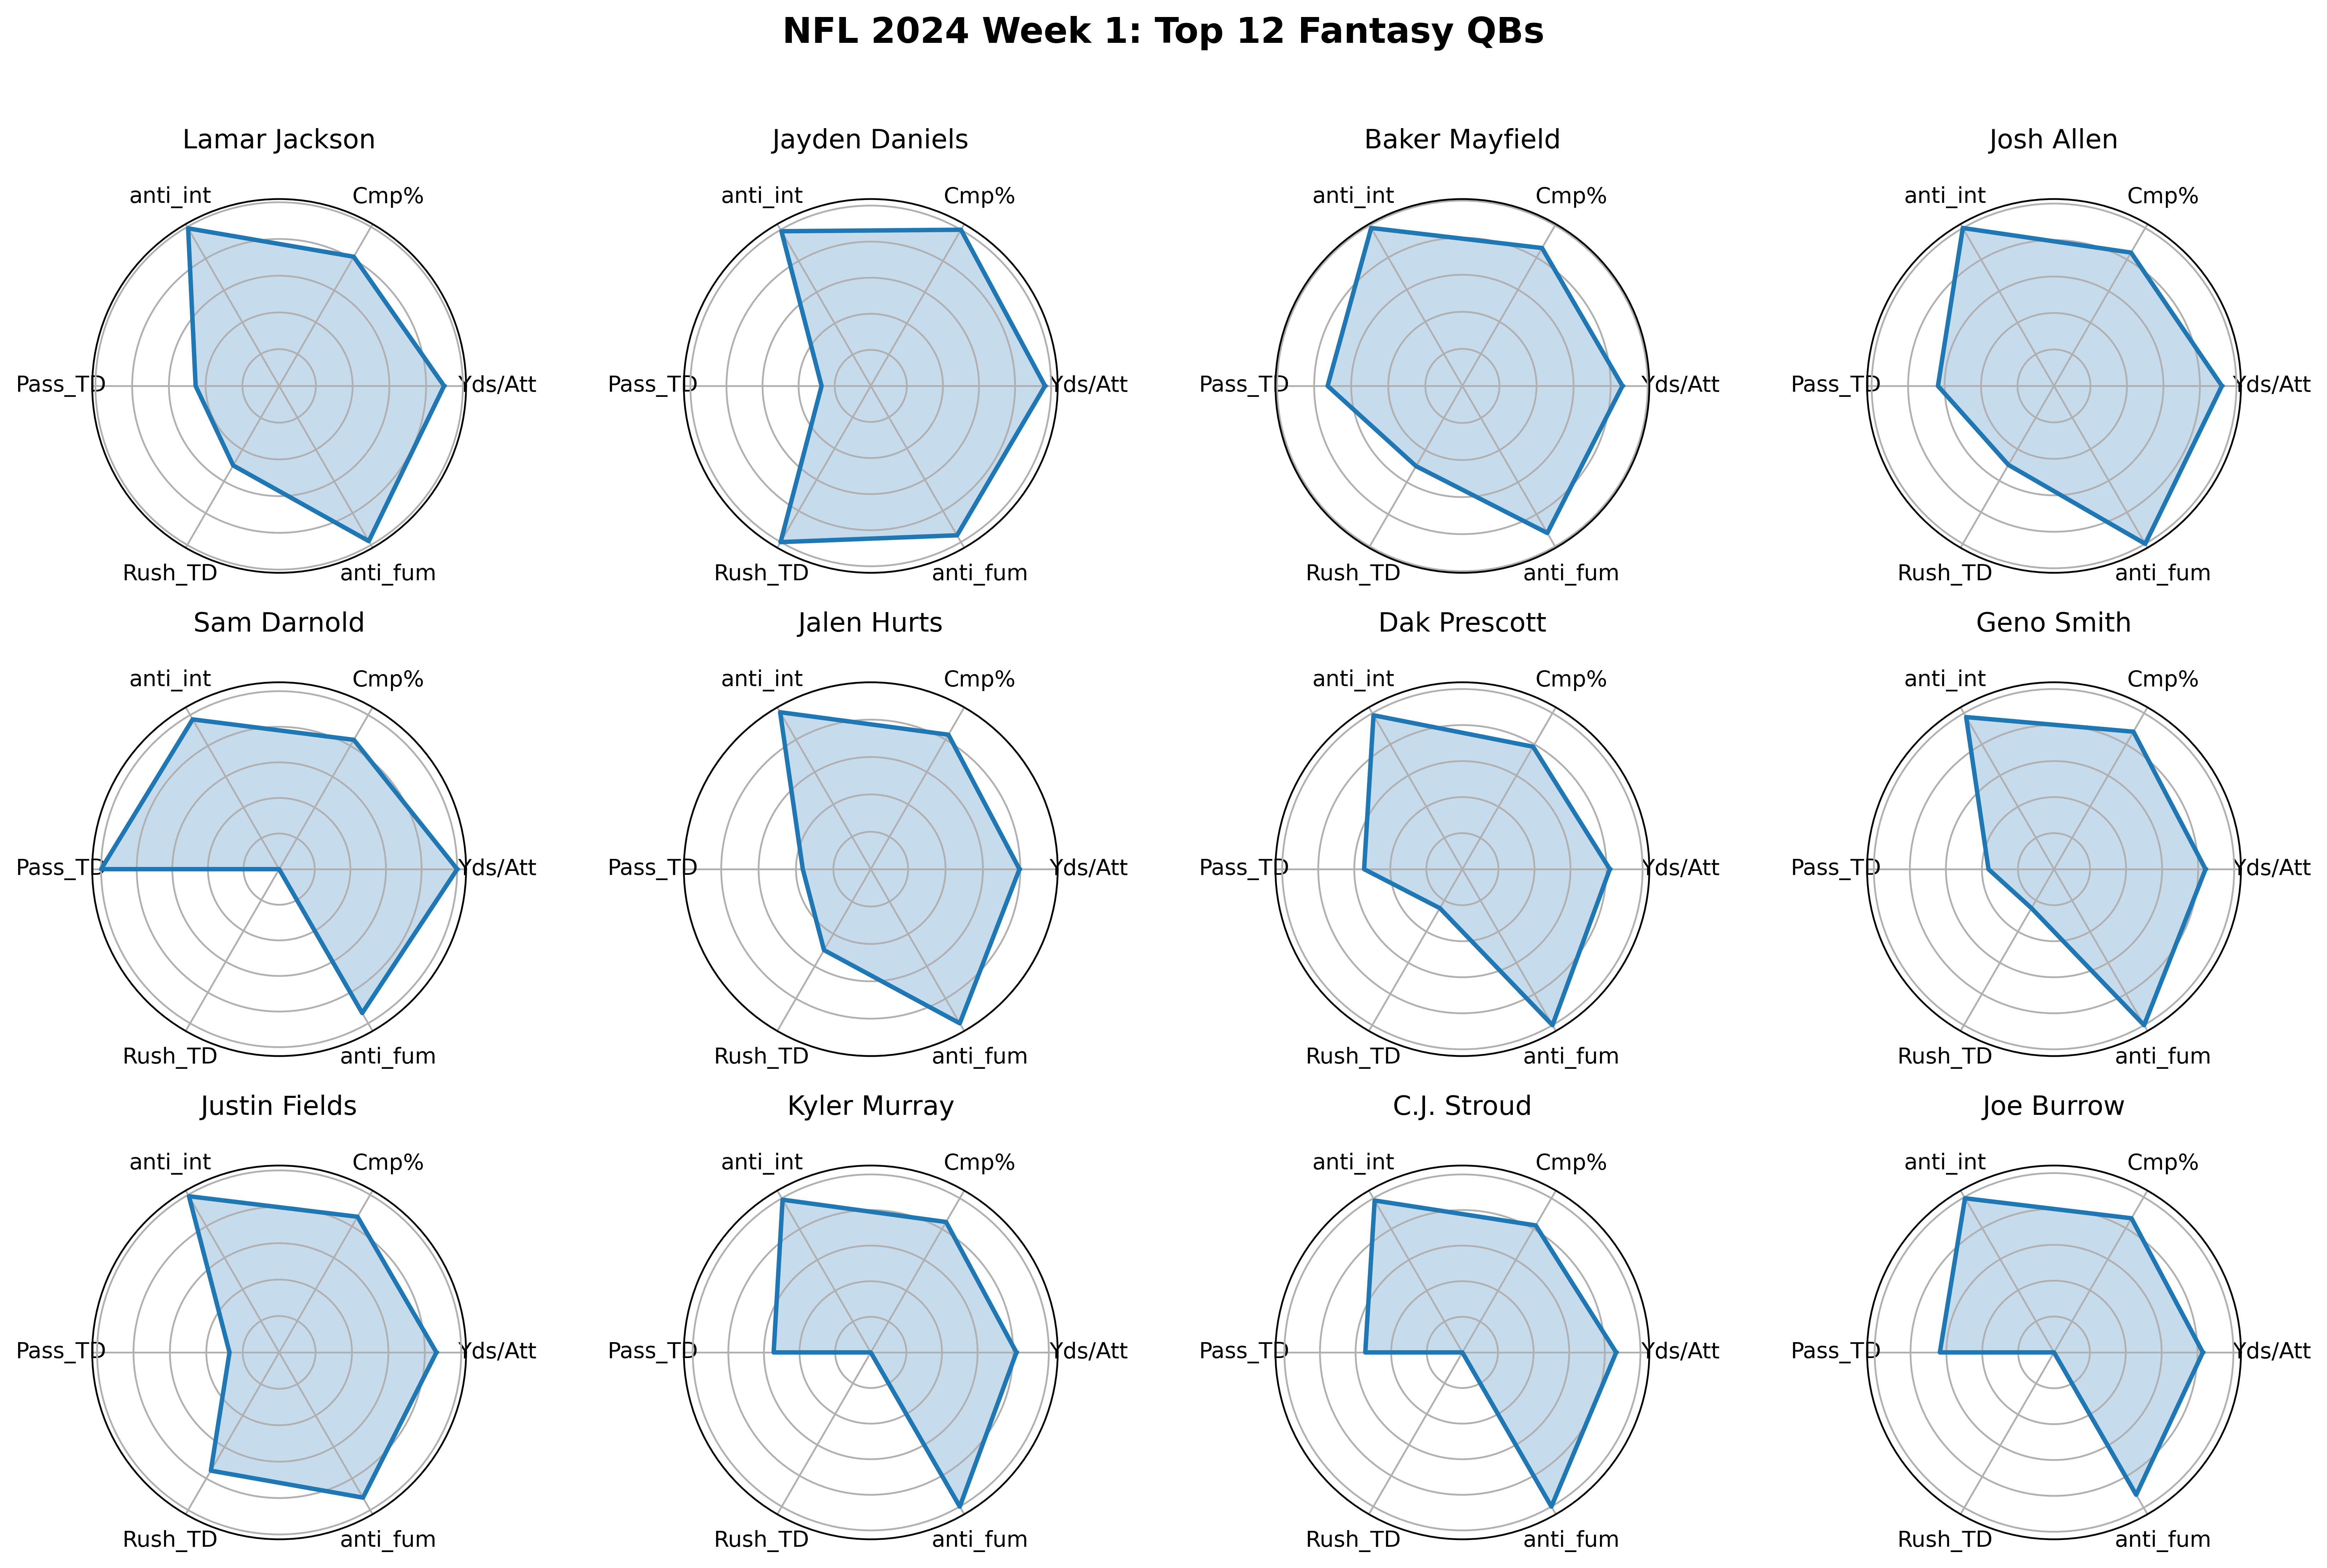 NFL 2024 Week 1: Top 12 Fantasy QBs
Lamar Jackson
anti_int
Cmp%
Pass_TD
Yds/Att
Rush_TD
anti_fum
Jayden Daniels
anti_int
Cmp%
Pass_TD
Yds/Att
Rush_TD
anti_fum
Baker Mayfield
anti_int
Cmp%
Pass_TD
Yds/Att
Rush_TD
anti_fum
Josh Allen
anti_int
Cmp%
Pass_TD
Yds/Att
Rush_TD
anti_fum
Sam Darnold
anti_int
Cmp%
Pass_TD
Yds/Att
Rush_TD
anti_fum
Jalen Hurts
anti_int
Cmp%
Pass_TD
Yds/Att
Rush_TD
anti_fum
Dak Prescott
anti_int
Cmp%
Pass_TD
Yds/Att
Rush_TD
anti_fum
Geno Smith
anti_int
Cmp%
Pass_TD
Yds/Att
Rush_TD
anti_fum
Justin Fields
anti_int
Cmp%
Pass_TD
Yds/Att
Rush_TD
anti_fum
Kyler Murray
anti_int
Cmp%
Pass_TD
Yds/Att
Rush_TD
anti_fum
C.J. Stroud
anti_int
Cmp%
Pass_TD
Yds/Att
Rush_TD
anti_fum
Joe Burrow
anti_int
Cmp%
Pass_TD
Yds/Att
Rush_TD
anti_fum